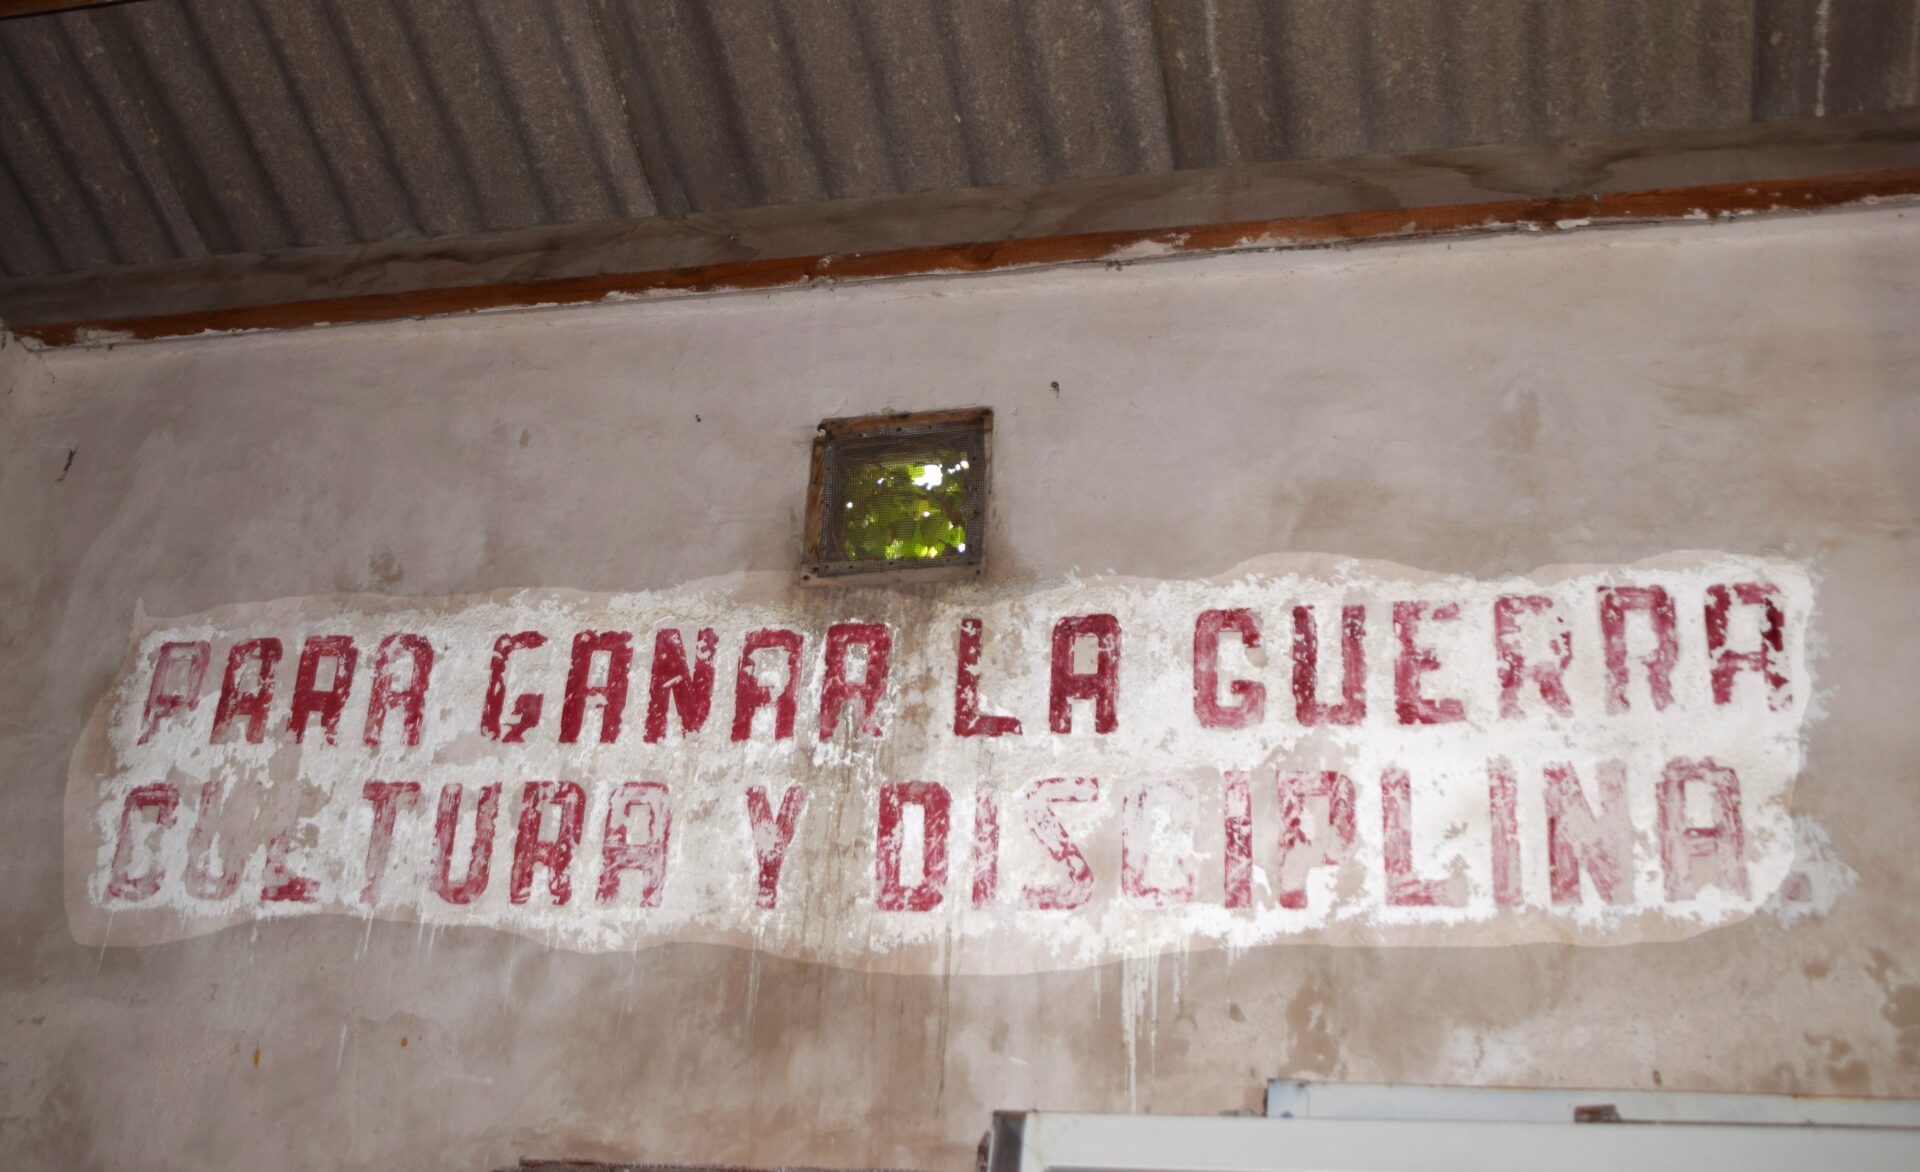 PARA GANAR LA GUERRA
CULTURA Y DISCIPLINA.